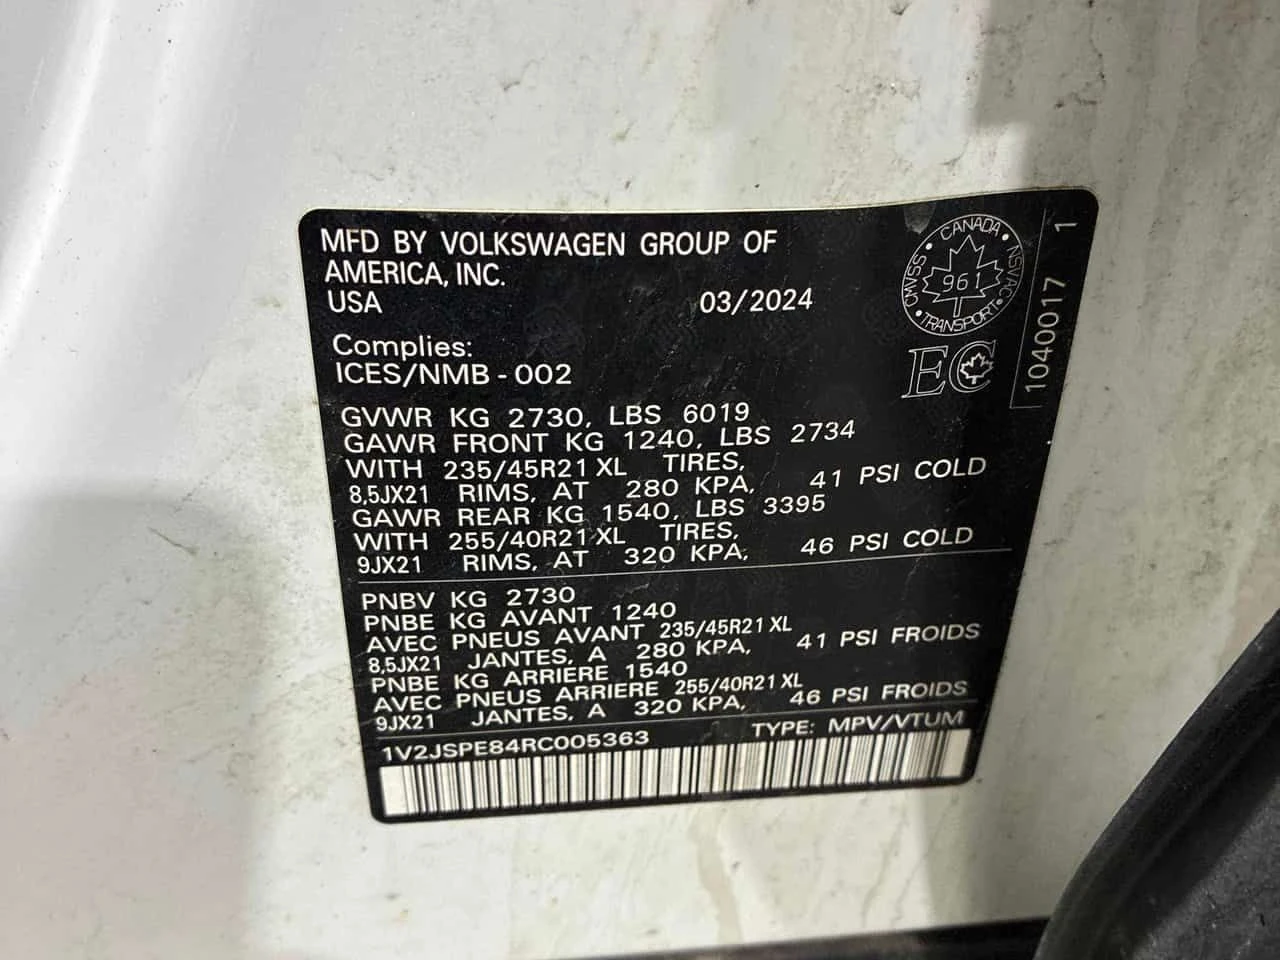 MFD BY VOLKSWAGEN GROUP OF
AMERICA, INC.
USA 03/2024
CANADA
CMVSS NSVAC
961
TRANSPORT
EC
1040017 1
Complies:
ICES/NMB - 002
GVWR KG 2730, LBS 6019
GAWR FRONT KG 1240, LBS 2734
WITH 235/45R21 XL TIRES,
8,5JX21 RIMS, AT 280 KPA, 41 PSI COLD
GAWR REAR KG 1540, LBS 3395
WITH 255/40R21 XL TIRES,
9JX21 RIMS, AT 320 KPA, 46 PSI COLD
PNBV KG 2730
PNBE KG AVANT 1240
AVEC PNEUS AVANT 235/45R21 XL
8,5JX21 JANTES, A 280 KPA, 41 PSI FROIDS
PNBE KG ARRIERE 1540
AVEC PNEUS ARRIERE 255/40R21 XL
9JX21 JANTES, A 320 KPA, 46 PSI FROIDS
1V2JSPE84RC005363 TYPE: MPV/VTUM